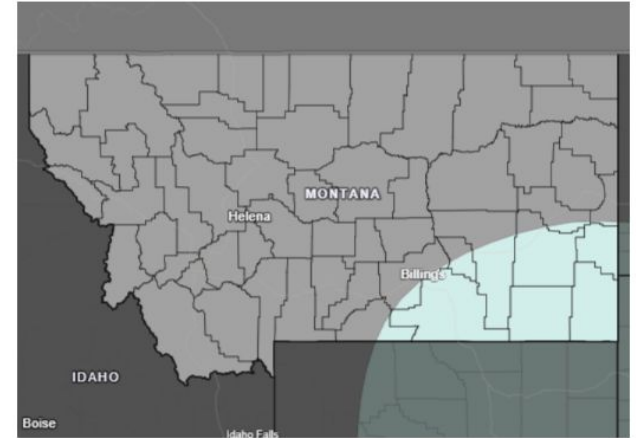 MONTANA
Helena
Billings
IDAHO
Boise
Idaho Falls